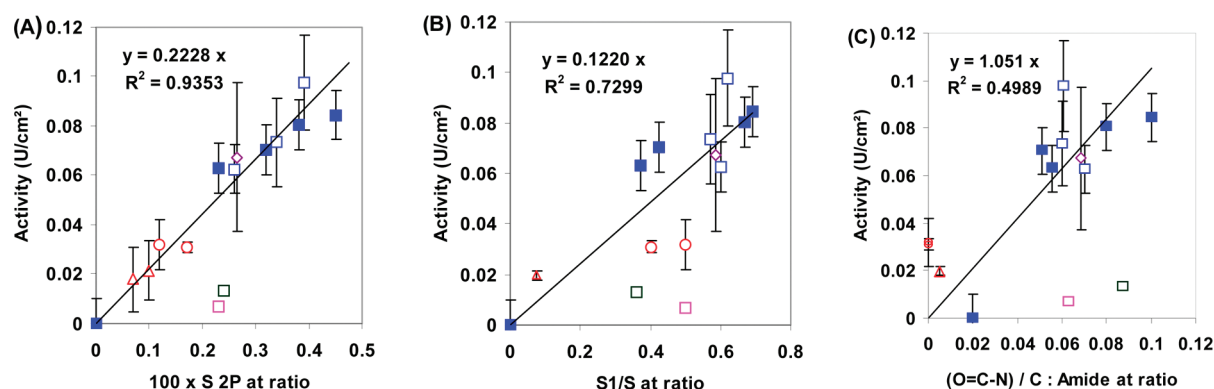 (A)
y = 0.2228 x
R² = 0.9353
Activity (U/cm²)
0.12
0.1
0.08
0.06
0.04
0.02
0
0 0.1 0.2 0.3 0.4 0.5
100 x S 2P at ratio
(B)
y = 0.1220 x
R² = 0.7299
Activity (U/cm²)
0.12
0.1
0.08
0.06
0.04
0.02
0
0.0 0.2 0.4 0.6 0.8
S1/S at ratio
(C)
y = 1.051 x
R² = 0.4989
Activity (U/cm²)
0.12
0.1
0.08
0.06
0.04
0.02
0
0.00 0.02 0.04 0.06 0.08 0.10 0.12
(O=C-N) / C : Amide at ratio